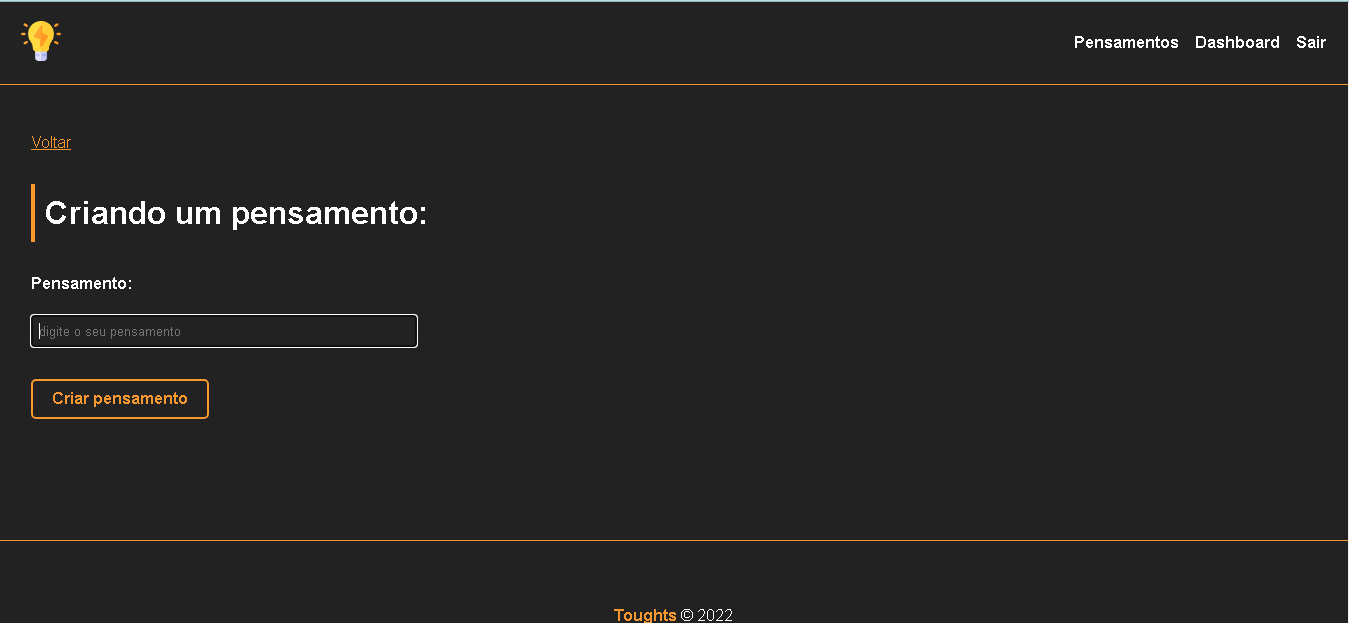 Pensamentos Dashboard Sair
Voltar
Criando um pensamento:
Pensamento:
digite o seu pensamento
Criar pensamento
Toughts © 2022